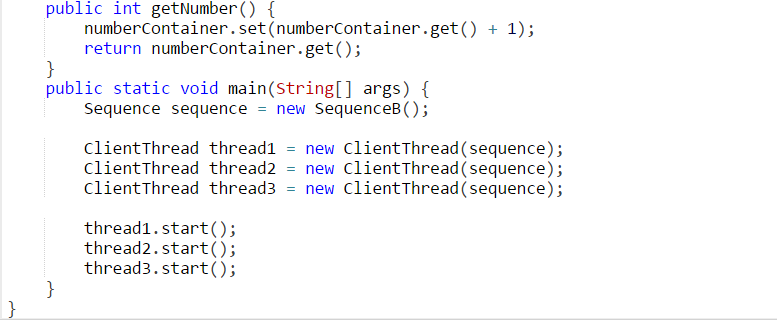 public int getNumber() {
numberContainer.set(numberContainer.get() + 1);
return numberContainer.get();
}
public static void main(String[] args) {
Sequence sequence = new SequenceB();
ClientThread thread1 = new ClientThread(sequence);
ClientThread thread2 = new ClientThread(sequence);
ClientThread thread3 = new ClientThread(sequence);
thread1.start();
thread2.start();
thread3.start();
}
}